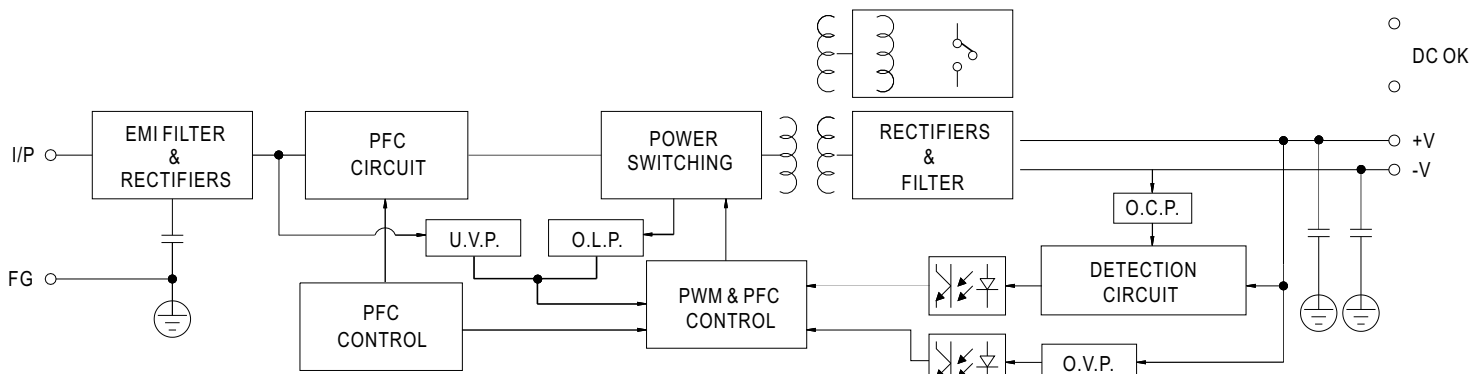 DC OK
I/P
EMI FILTER
&
RECTIFIERS
PFC
CIRCUIT
POWER
SWITCHING
RECTIFIERS
&
FILTER
+V
-V
O.C.P.
U.V.P.
O.L.P.
FG
DETECTION
CIRCUIT
PFC
CONTROL
PWM & PFC
CONTROL
O.V.P.